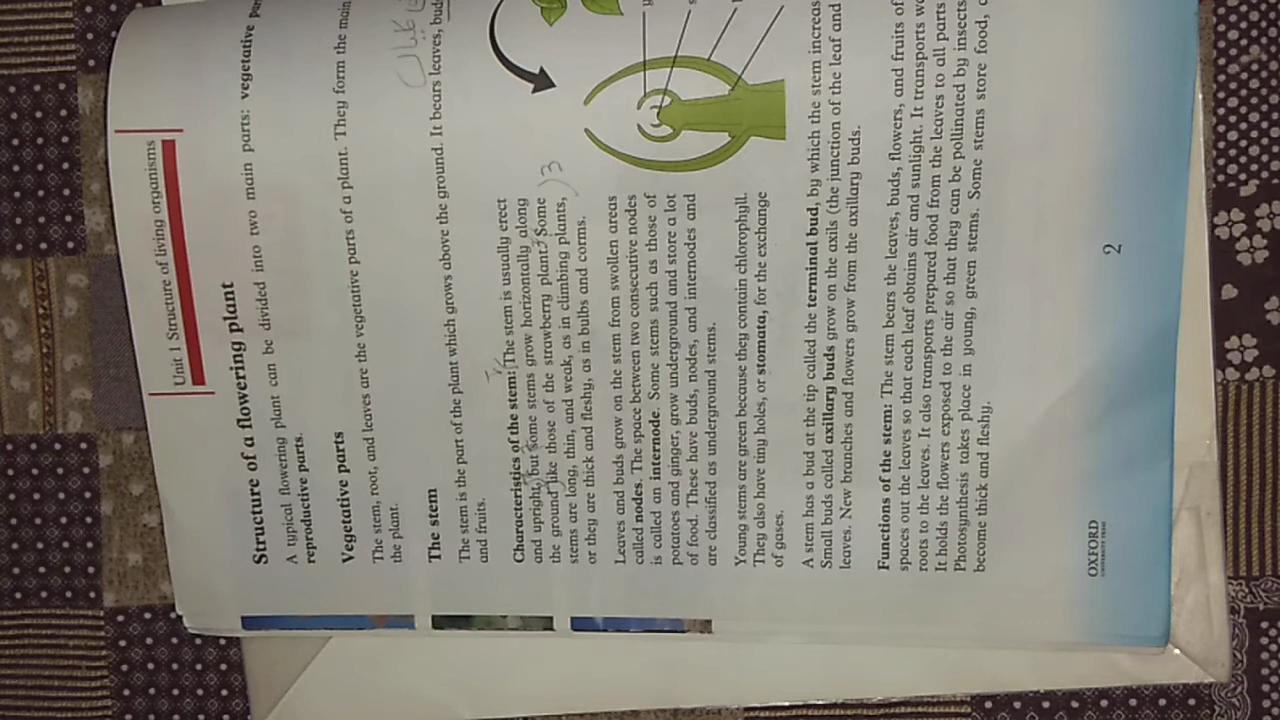 Unit 1 Structure of living organisms
Structure of a flowering plant
A typical flowering plant can be divided into two main parts: vegetative
reproductive parts.
Vegetative parts
The stem, root, and leaves are the vegetative parts of a plant. They form the main
the plant.
The stem
The stem is the part of the plant which grows above the ground. It bears leaves, buds
and fruits.
Characteristics of the stem: The stem is usually erect
and upright, but some stems grow horizontally along
the ground like those of the strawberry plant. Some
stems are long, thin, and weak, as in climbing plants,
or they are thick and fleshy, as in bulbs and corms.
Leaves and buds grow on the stem from swollen areas
called nodes. The space between two consecutive nodes
is called an internode. Some stems such as those of
potatoes and ginger, grow underground and store a lot
of food. These have buds, nodes, and internodes and
are classified as underground stems.
Young stems are green because they contain chlorophyll.
They also have tiny holes, or stomata, for the exchange
of gases.
A stem has a bud at the tip called the terminal bud, by which the stem
Small buds called axillary buds grow on the axils (the junction of the leaf and
leaves. New branches and flowers grow from the axillary buds.
Functions of the stem: The stem bears the leaves, buds, flowers, and fruits of
spaces out the leaves so that each leaf obtains air and sunlight. It transports
roots to the leaves. It also transports prepared food from the leaves to all parts
It holds the flowers exposed to the air so that they can be pollinated by insects
Photosynthesis takes place in young, green stems. Some stems store food,
become thick and fleshy.
OXFORD
UNIVERSITY PRESS
2